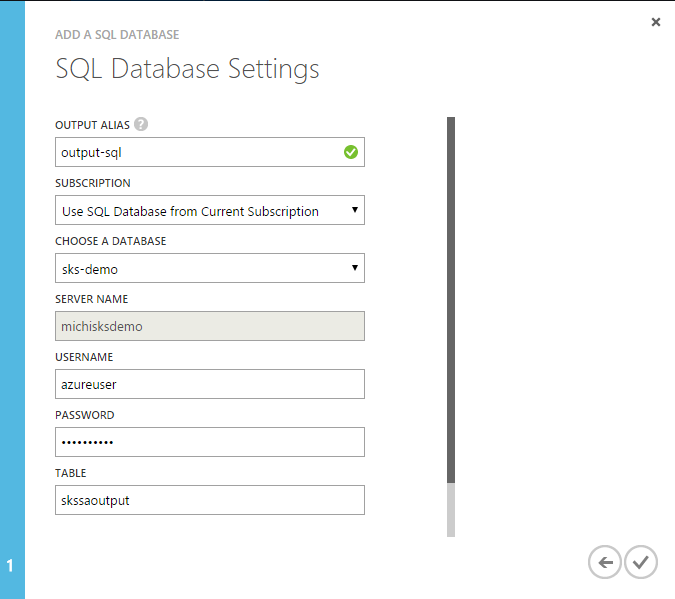 ADD A SQL DATABASE
SQL Database Settings
OUTPUT ALIAS ?
output-sql
SUBSCRIPTION
Use SQL Database from Current Subscription
CHOOSE A DATABASE
sks-demo
SERVER NAME
michisksdemo
USERNAME
azureuser
PASSWORD
••••••••••
TABLE
skssaoutput
1